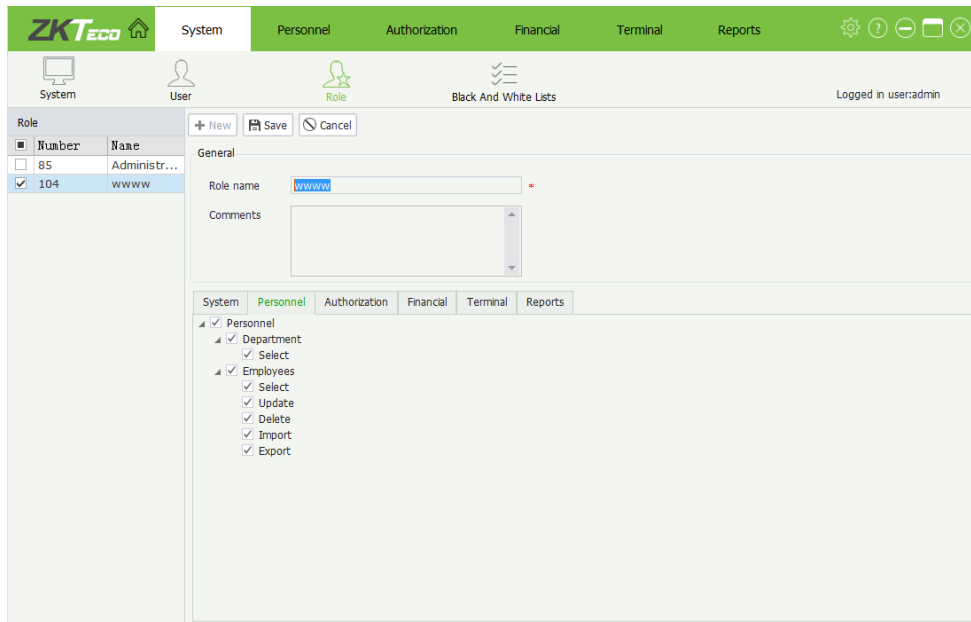 ZKTeco System Personnel Authorization Financial Terminal Reports ?
System User Role Black And White Lists Logged in user:admin
Role
Number Name
85 Administr...
104 wwww
+ New Save Cancel
General
Role name wwww *
Comments
System Personnel Authorization Financial Terminal Reports
Personnel
Department
Select
Employees
Select
Update
Delete
Import
Export